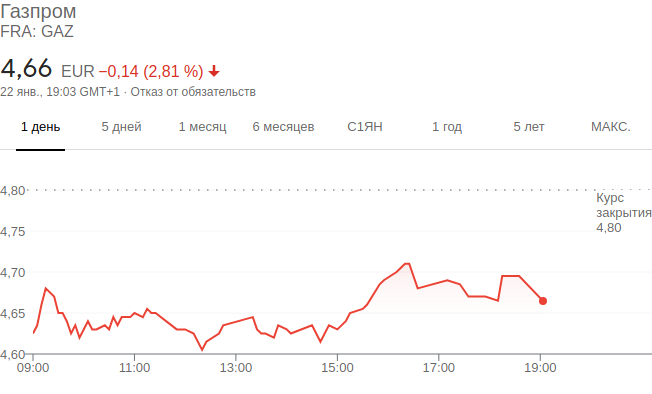 Газпром
FRA: GAZ
4,66 EUR −0,14 (2,81 %)
22 янв., 19:03 GMT+1 · Отказ от обязательств
1 день 5 дней 1 месяц 6 месяцев С1ЯН 1 год 5 лет МАКС.
4,80
Курс
закрытия
4,80
4,75
4,70
4,65
4,60
09:00 11:00 13:00 15:00 17:00 19:00